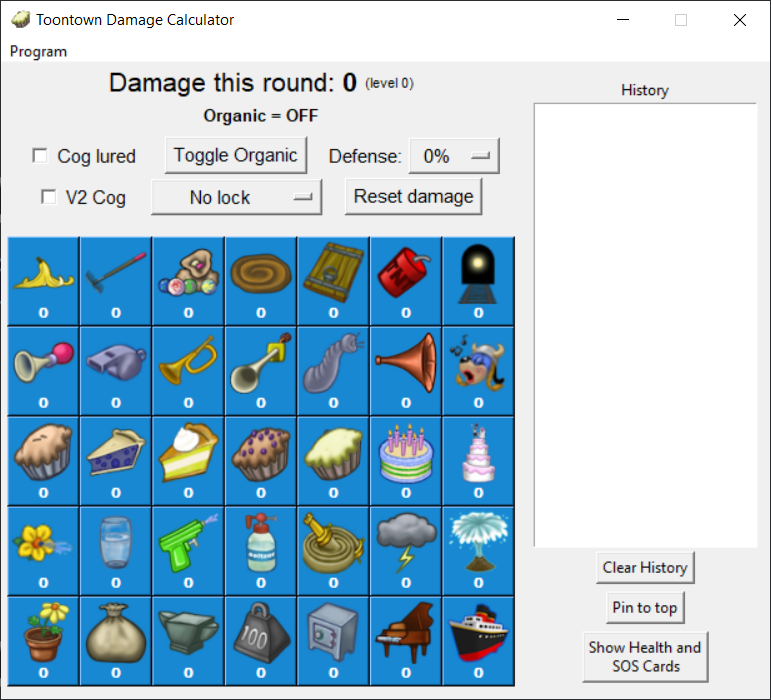 Toontown Damage Calculator
Program
Damage this round: 0 (level 0)
Organic = OFF
Cog lured
Toggle Organic
Defense:
0%
V2 Cog
No lock
Reset damage
History
0 0 0 0 0 0 0
0 0 0 0 0 0 0
0 0 0 0 0 0 0
0 0 0 0 0 0 0
100
0 0 0 0 0 0 0
Clear History
Pin to top
Show Health and
SOS Cards